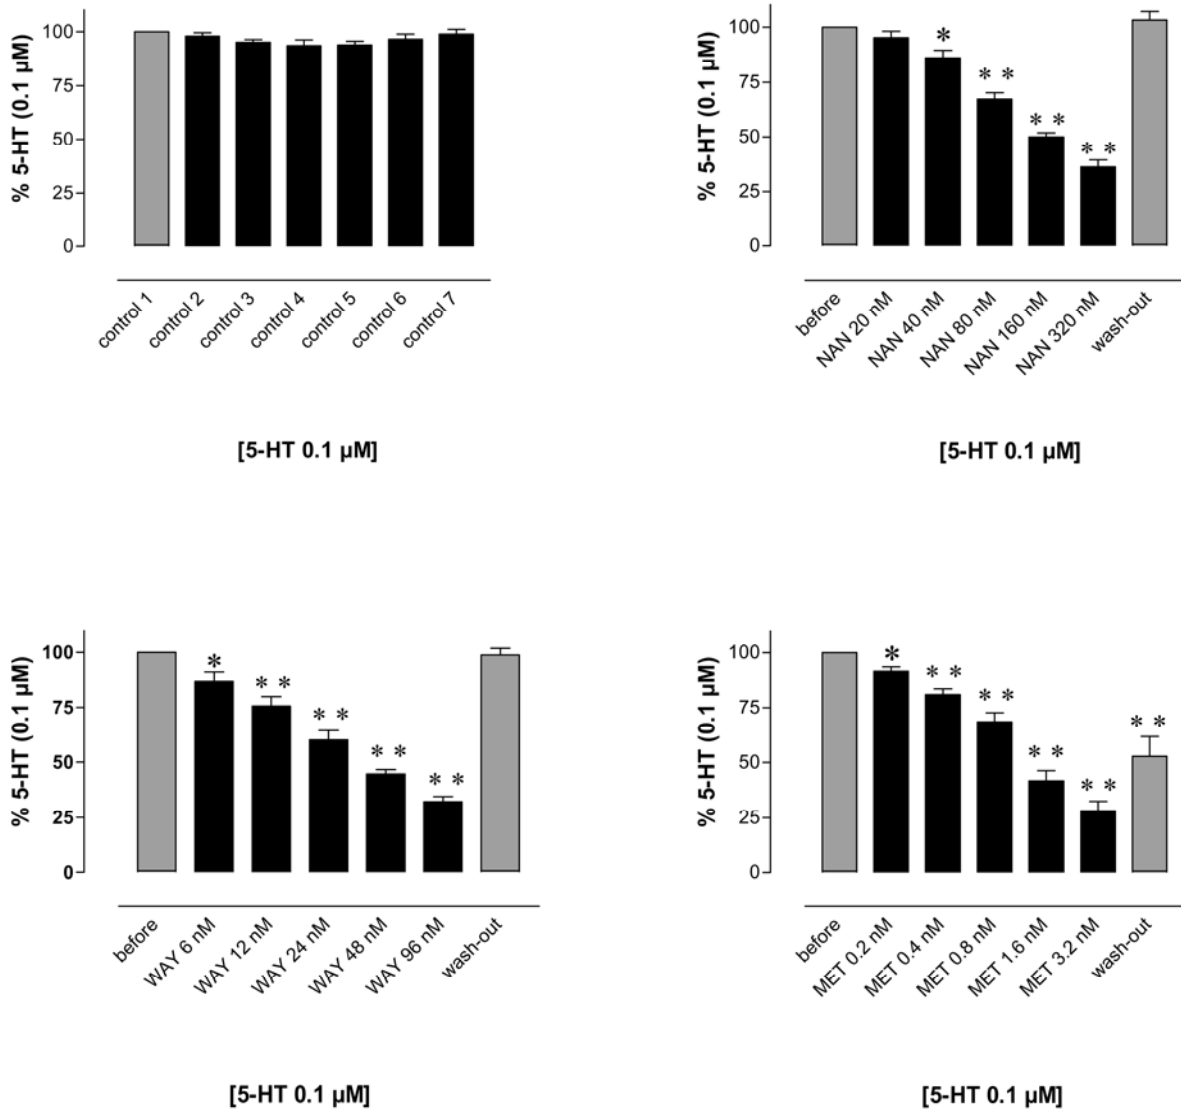 % 5-HT (0.1 µM)
100
75
50
25
0
control 1
control 2
control 3
control 4
control 5
control 6
control 7
[5-HT 0.1 µM]
% 5-HT (0.1 µM)
100
75
50
25
0
*
* *
* *
* *
before
NAN 20 nM
NAN 40 nM
NAN 80 nM
NAN 160 nM
NAN 320 nM
wash-out
[5-HT 0.1 µM]
% 5-HT (0.1 µM)
100
75
50
25
0
*
* *
* *
* *
* *
before
WAY 6 nM
WAY 12 nM
WAY 24 nM
WAY 48 nM
WAY 96 nM
wash-out
[5-HT 0.1 µM]
% 5-HT (0.1 µM)
100
75
50
25
0
*
* *
* *
* *
* *
* *
before
MET 0.2 nM
MET 0.4 nM
MET 0.8 nM
MET 1.6 nM
MET 3.2 nM
wash-out
[5-HT 0.1 µM]